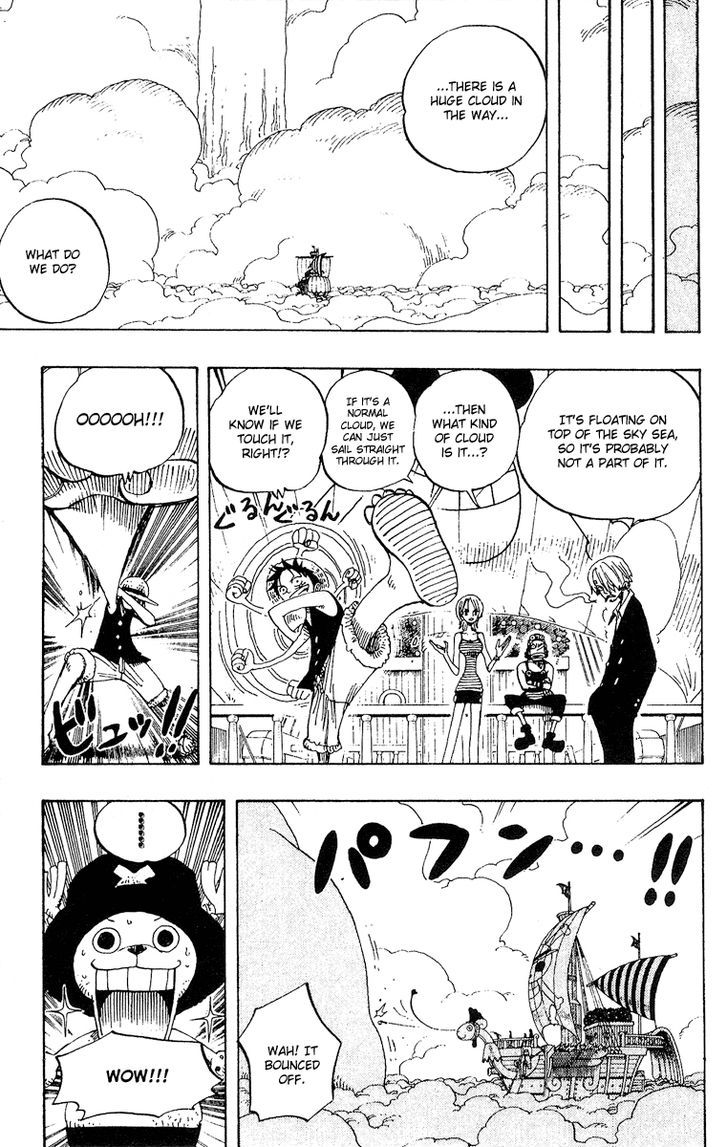 ...THERE IS A
HUGE CLOUD IN
THE WAY...
WHAT DO
WE DO?
IT'S FLOATING ON
TOP OF THE SKY SEA,
SO IT'S PROBABLY
NOT A PART OF IT.
...THEN
WHAT KIND
OF CLOUD
IS IT...?
IF IT'S A
NORMAL
CLOUD, WE
CAN JUST
SAIL STRAIGHT
THROUGH IT.
WE'LL
KNOW IF WE
TOUCH IT,
RIGHT!?
ぐるんぐるん
OOOOOH!!!
ビュッ!!
パフン…!!
WAH! IT
BOUNCED
OFF.
!
WOW!!!